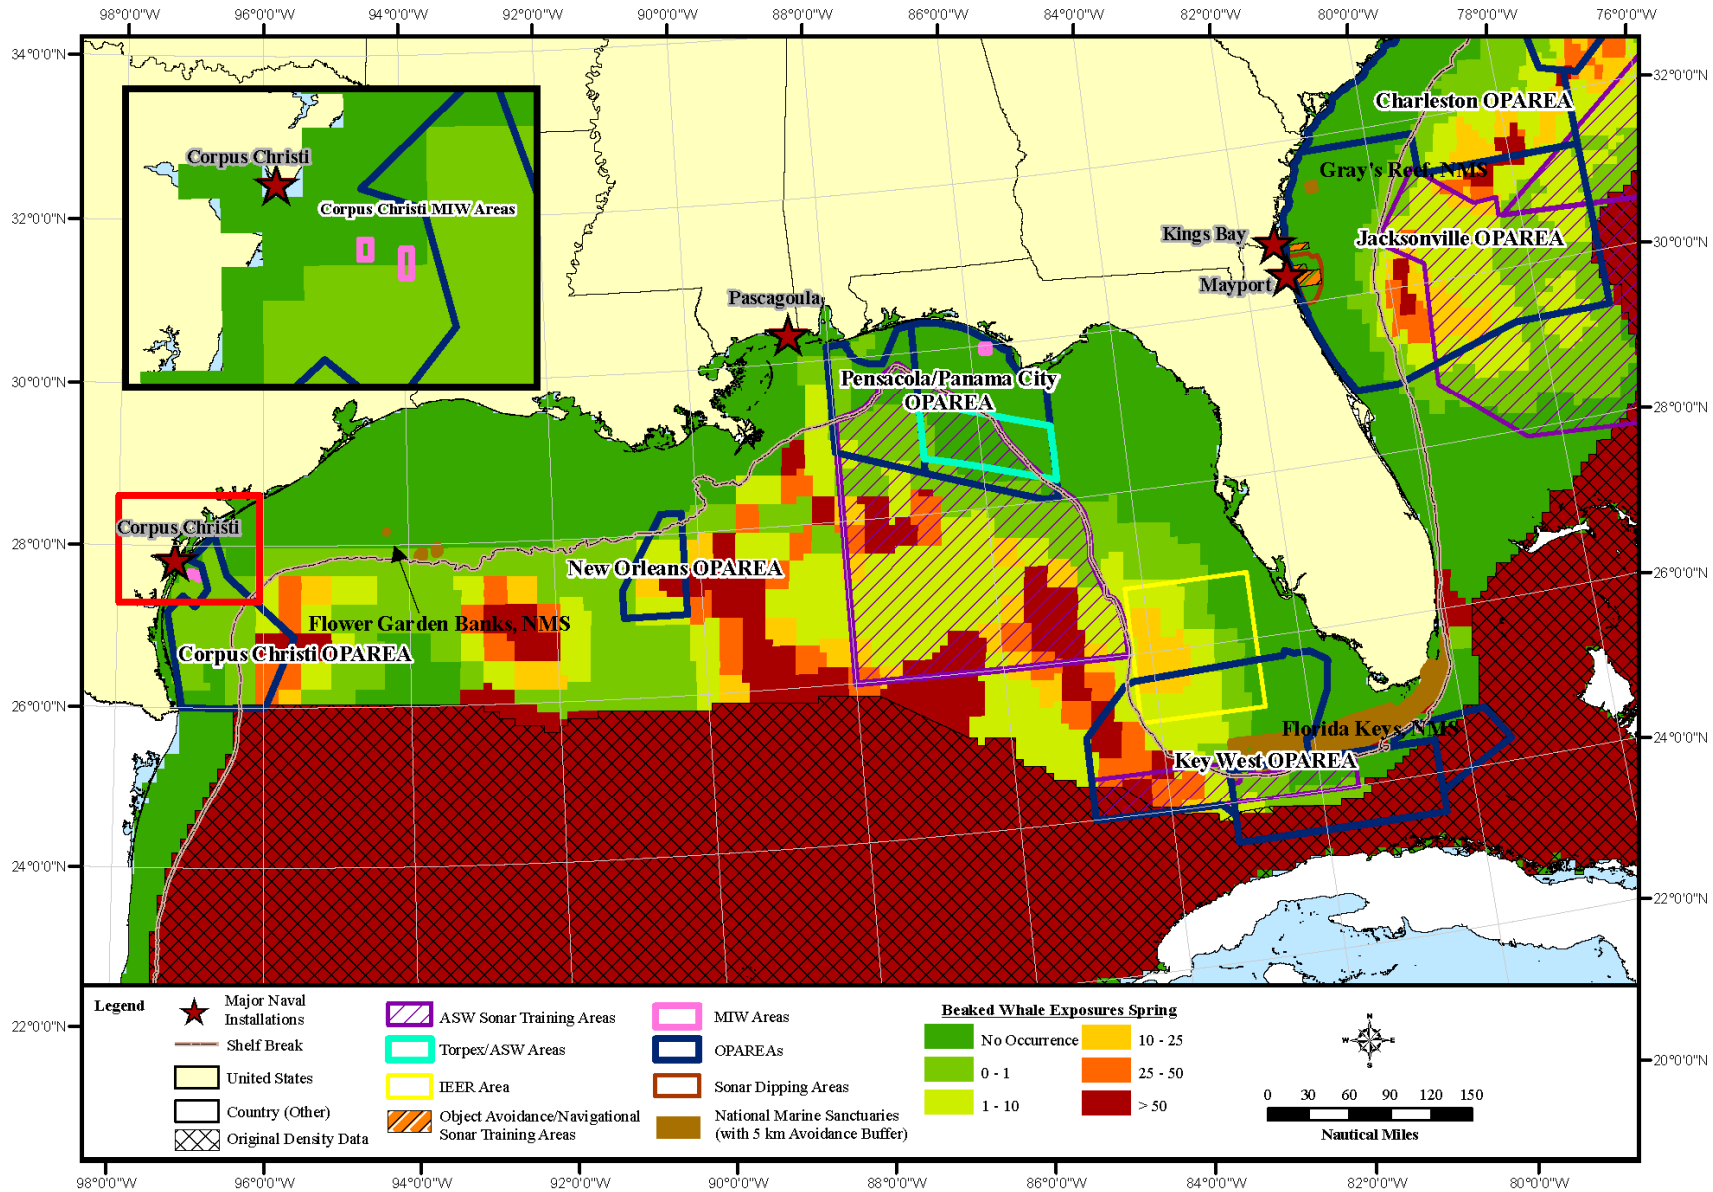 98°0'0"W 96°0'0"W 94°0'0"W 92°0'0"W 90°0'0"W 88°0'0"W 86°0'0"W 84°0'0"W 82°0'0"W 80°0'0"W 78°0'0"W 76°0'0"W
34°0'0"N
32°0'0"N
Charleston OPAREA
Corpus Christi
Gray's Reef, NMS
Corpus Christi MIW Areas
32°0'0"N
Kings Bay
Jacksonville OPAREA
30°0'0"N
Mayport
Pascagoula
30°0'0"N
Pensacola/Panama City
OPAREA
28°0'0"N
Corpus Christi
28°0'0"N
New Orleans OPAREA
26°0'0"N
Flower Garden Banks, NMS
Corpus Christi OPAREA
26°0'0"N
Florida Keys, NMS
24°0'0"N
Key West OPAREA
24°0'0"N
22°0'0"N
Legend
Major Naval
Installations
Shelf Break
United States
Country (Other)
Original Density Data
ASW Sonar Training Areas
Torpex/ASW Areas
IEER Area
Object Avoidance/Navigational
Sonar Training Areas
MIW Areas
OPAREAs
Sonar Dipping Areas
National Marine Sanctuaries
(with 5 km Avoidance Buffer)
Beaked Whale Exposures Spring
No Occurrence
0 - 1
1 - 10
10 - 25
25 - 50
> 50
N
W E
S
0 30 60 90 120 150
Nautical Miles
22°0'0"N
20°0'0"N
98°0'0"W 96°0'0"W 94°0'0"W 92°0'0"W 90°0'0"W 88°0'0"W 86°0'0"W 84°0'0"W 82°0'0"W 80°0'0"W